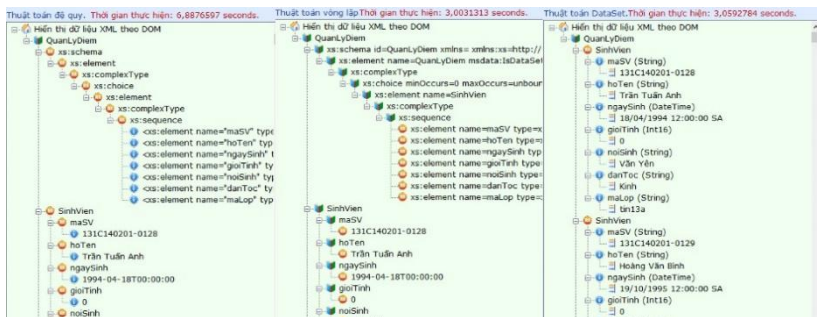 Thuật toán đệ quy. Thời gian thực hiện: 6,8876597 seconds.
Hiển thị dữ liệu XML theo DOM
QuanLyDiem
xs:schema
xs:element
xs:complexType
xs:choice
xs:element
xs:complexType
xs:sequence
<xs:element name="maSV" type
<xs:element name="hoTen" typ
<xs:element name="ngaySinh"
<xs:element name="gioiTinh" ty
<xs:element name="noiSinh" ty
<xs:element name="danToc" ty
<xs:element name="maLop" typ
SinhVien
maSV
131C140201-0128
hoTen
Trần Tuấn Anh
ngaySinh
1994-04-18T00:00:00
gioiTinh
0
noiSinh
Thuật toán vòng lặpThời gian thực hiện: 3,0031313 seconds.
Hiển thị dữ liệu XML theo DOM
QuanLyDiem
xs:schema id=QuanLyDiem xmlns= xmlns:xs=http://
xs:element name=QuanLyDiem msdata:IsDataSet
xs:complexType
xs:choice minOccurs=0 maxOccurs=unbour
xs:element name=SinhVien
xs:complexType
xs:sequence
xs:element name=maSV type=x
xs:element name=hoTen type=
xs:element name=ngaySinh typ
xs:element name=gioiTinh type
xs:element name=noiSinh type=
xs:element name=danToc type=
xs:element name=maLop type=
SinhVien
maSV
131C140201-0128
hoTen
Trần Tuấn Anh
ngaySinh
1994-04-18T00:00:00
gioiTinh
0
noiSinh
Thuật toán DataSet.Thời gian thực hiện: 3,0592784 seconds.
Hiển thị dữ liệu XML theo DOM
QuanLyDiem
SinhVien
maSV (String)
131C140201-0128
hoTen (String)
Trần Tuấn Anh
ngaySinh (DateTime)
18/04/1994 12:00:00 SA
gioiTinh (Int16)
0
noiSinh (String)
Văn Yên
danToc (String)
Kinh
maLop (String)
tin13a
SinhVien
maSV (String)
131C140201-0129
hoTen (String)
Hoàng Văn Bình
ngaySinh (DateTime)
19/10/1995 12:00:00 SA
gioiTinh (Int16)
0